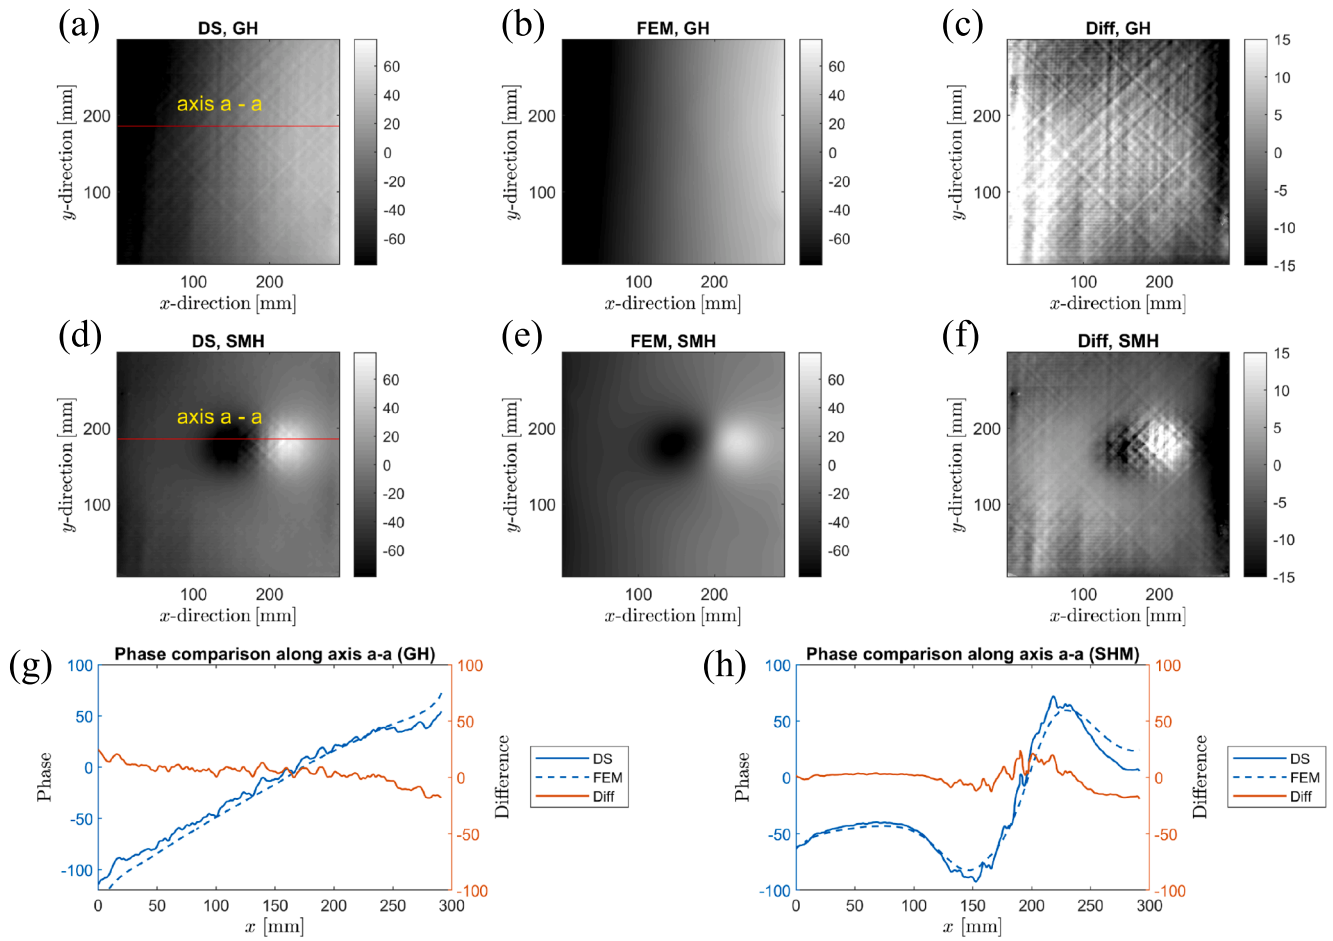 (a)
DS, GH
axis a - a
200
100
y-direction [mm]
100 200
x-direction [mm]
60
40
20
0
-20
-40
-60
(b)
FEM, GH
200
100
y-direction [mm]
100 200
x-direction [mm]
60
40
20
0
-20
-40
-60
(c)
Diff, GH
200
100
y-direction [mm]
100 200
x-direction [mm]
15
10
5
0
-5
-10
-15
(d)
DS, SMH
axis a - a
200
100
y-direction [mm]
100 200
x-direction [mm]
60
40
20
0
-20
-40
-60
(e)
FEM, SMH
200
100
y-direction [mm]
100 200
x-direction [mm]
60
40
20
0
-20
-40
-60
(f)
Diff, SMH
200
100
y-direction [mm]
100 200
x-direction [mm]
15
10
5
0
-5
-10
-15
(g)
Phase comparison along axis a-a (GH)
100
50
0
-50
-100
Phase
100
50
0
-50
-100
Difference
0 50 100 150 200 250 300
x [mm]
DS
FEM
Diff
(h)
Phase comparison along axis a-a (SHM)
100
50
0
-50
-100
Phase
100
50
0
-50
-100
Difference
0 50 100 150 200 250 300
x [mm]
DS
FEM
Diff